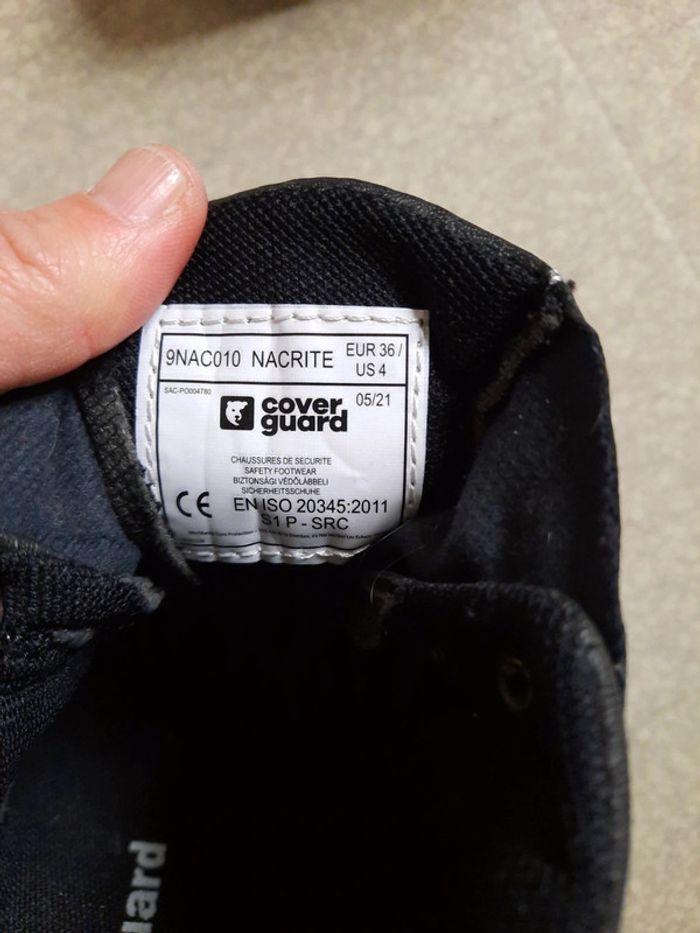 9NAC010 NACRITE EUR 36 / US 4
SAC-PO004780
cover guard 05/21
CHAUSSURES DE SECURITE
SAFETY FOOTWEAR
BIZTONSÁGI VÉDŐLÁBBELI
SICHERHEITSSCHUHE
CE EN ISO 20345:2011
S1 P - SRC
uard